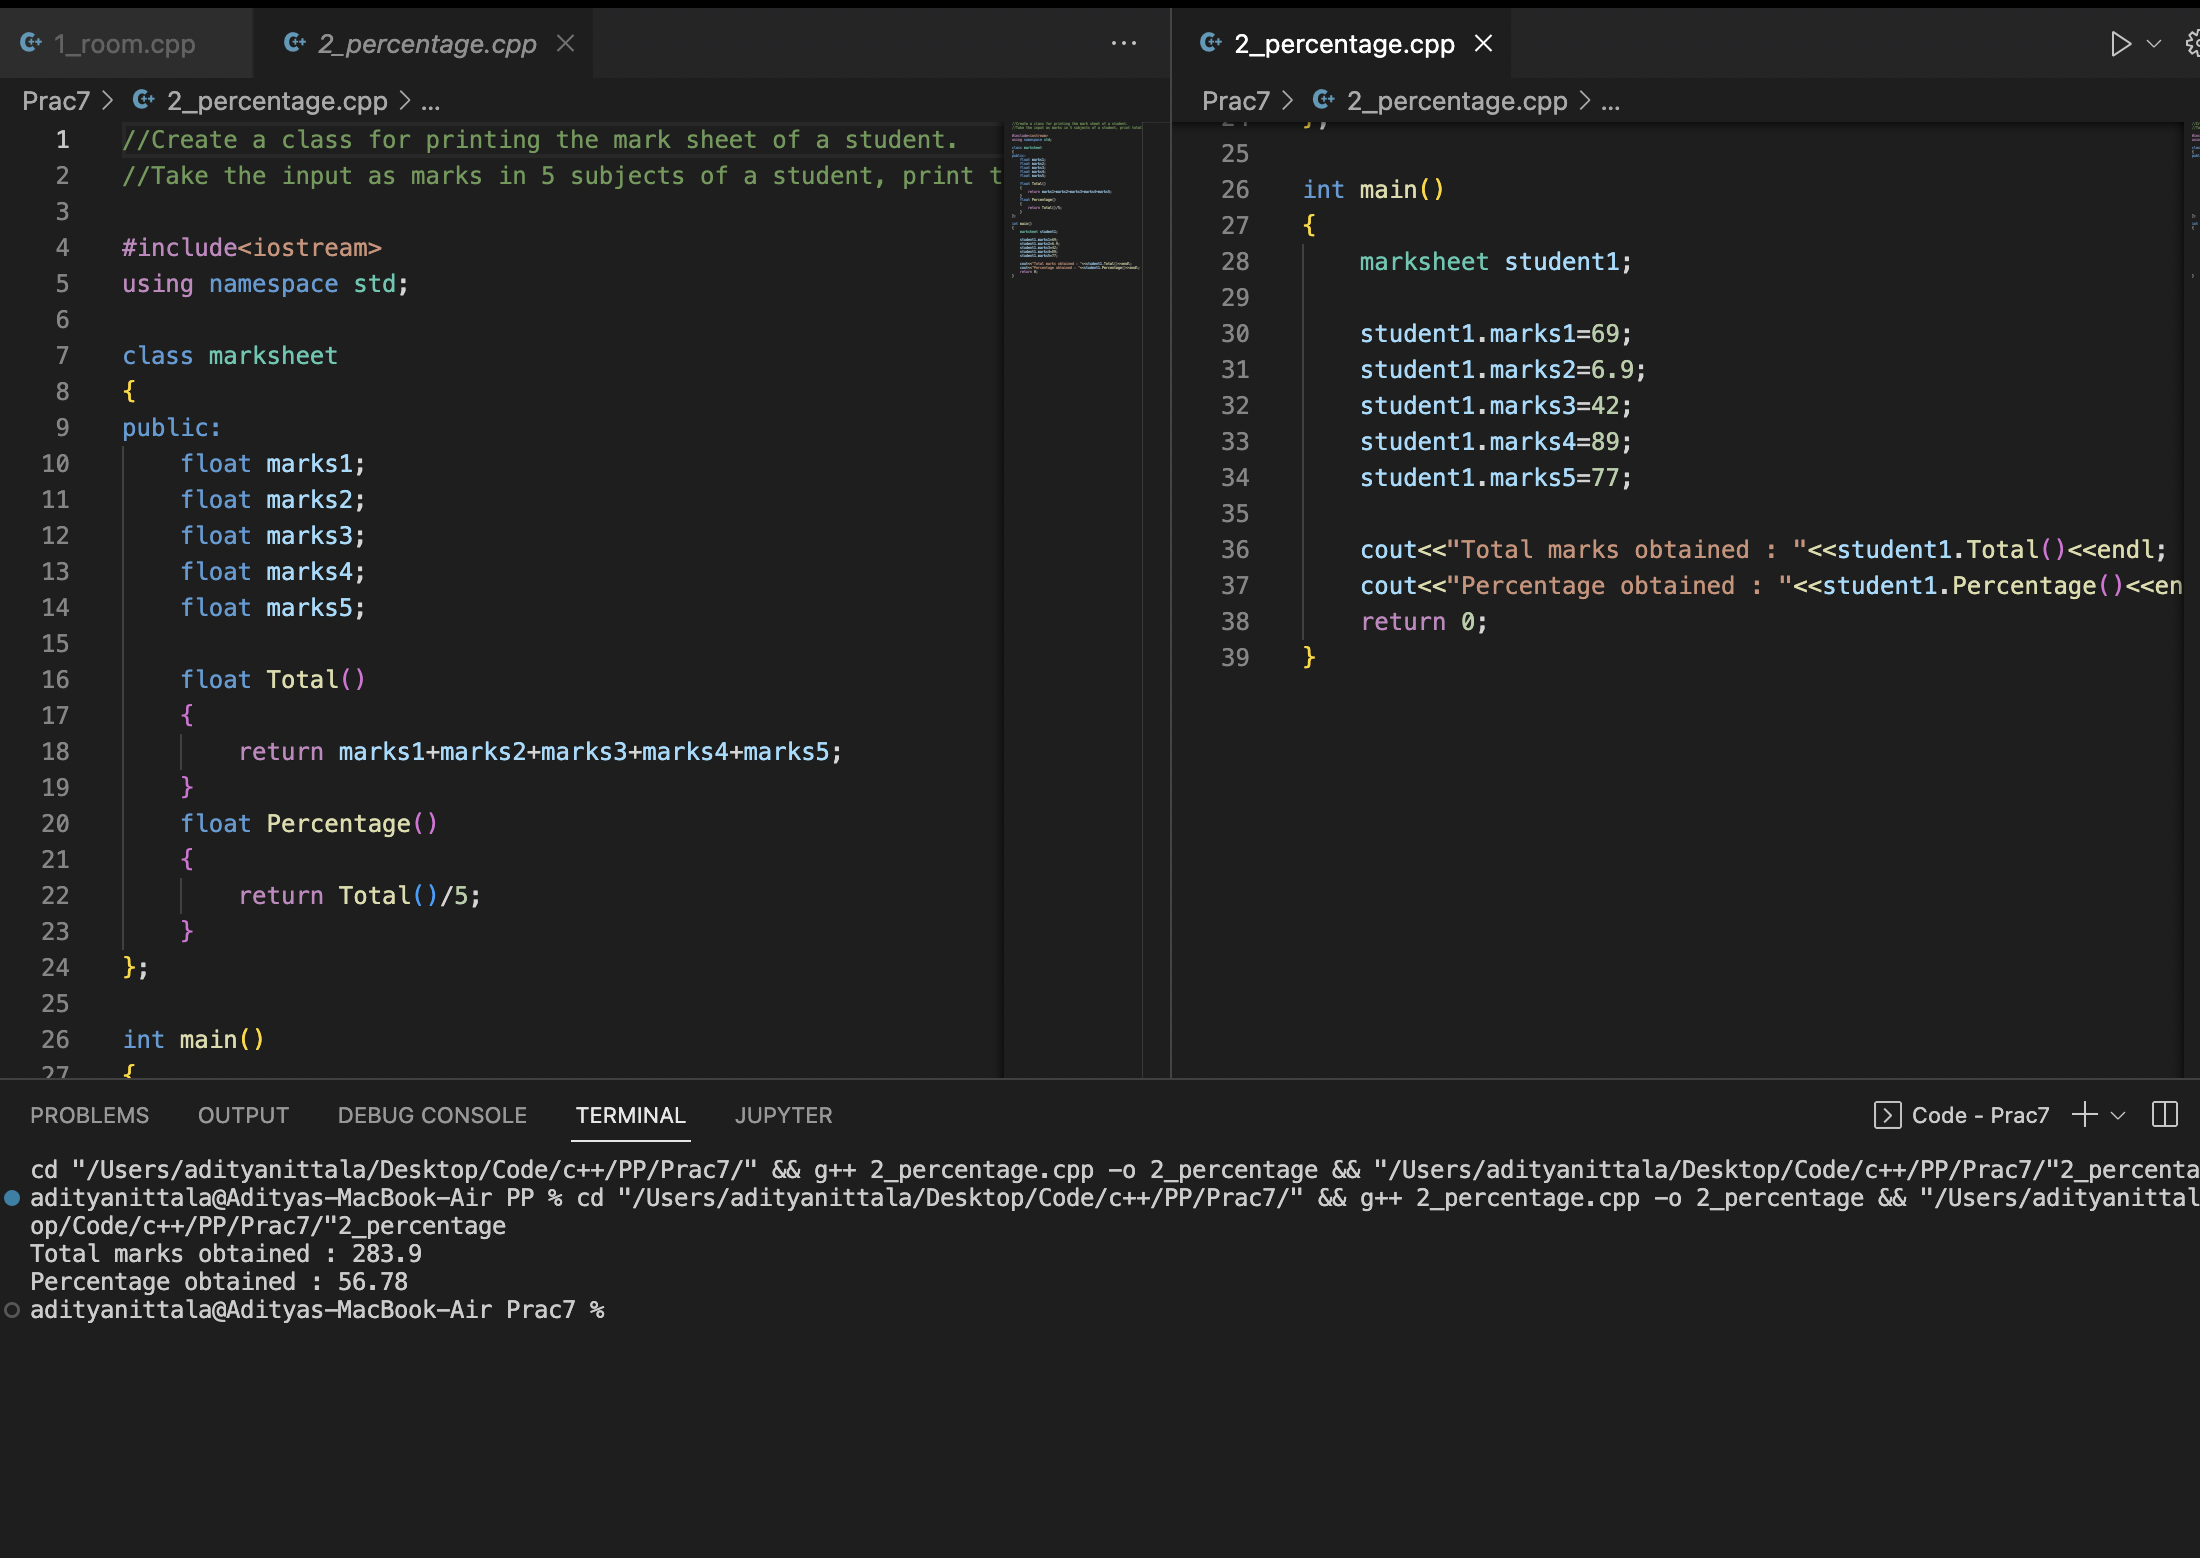 1_room.cpp
2_percentage.cpp
Prac7 > 2_percentage.cpp > ...
1 //Create a class for printing the mark sheet of a student.
2 //Take the input as marks in 5 subjects of a student, print t
3
4 #include<iostream>
5 using namespace std;
6
7 class marksheet
8 {
9 public:
10 float marks1;
11 float marks2;
12 float marks3;
13 float marks4;
14 float marks5;
15
16 float Total()
17 {
18 return marks1+marks2+marks3+marks4+marks5;
19 }
20 float Percentage()
21 {
22 return Total()/5;
23 }
24 };
25
26 int main()
27 {
2_percentage.cpp
Prac7 > 2_percentage.cpp > ...
24 };
25
26 int main()
27 {
28 marksheet student1;
29
30 student1.marks1=69;
31 student1.marks2=6.9;
32 student1.marks3=42;
33 student1.marks4=89;
34 student1.marks5=77;
35
36 cout<<"Total marks obtained : "<<student1.Total()<<endl;
37 cout<<"Percentage obtained : "<<student1.Percentage()<<en
38 return 0;
39 }
PROBLEMS OUTPUT DEBUG CONSOLE TERMINAL JUPYTER
Code - Prac7
cd "/Users/adityanittala/Desktop/Code/c++/PP/Prac7/" && g++ 2_percentage.cpp -o 2_percentage && "/Users/adityanittala/Desktop/Code/c++/PP/Prac7/"2_percenta
adityanittala@Adityas-MacBook-Air PP % cd "/Users/adityanittala/Desktop/Code/c++/PP/Prac7/" && g++ 2_percentage.cpp -o 2_percentage && "/Users/adityanittal
op/Code/c++/PP/Prac7/"2_percentage
Total marks obtained : 283.9
Percentage obtained : 56.78
adityanittala@Adityas-MacBook-Air Prac7 %